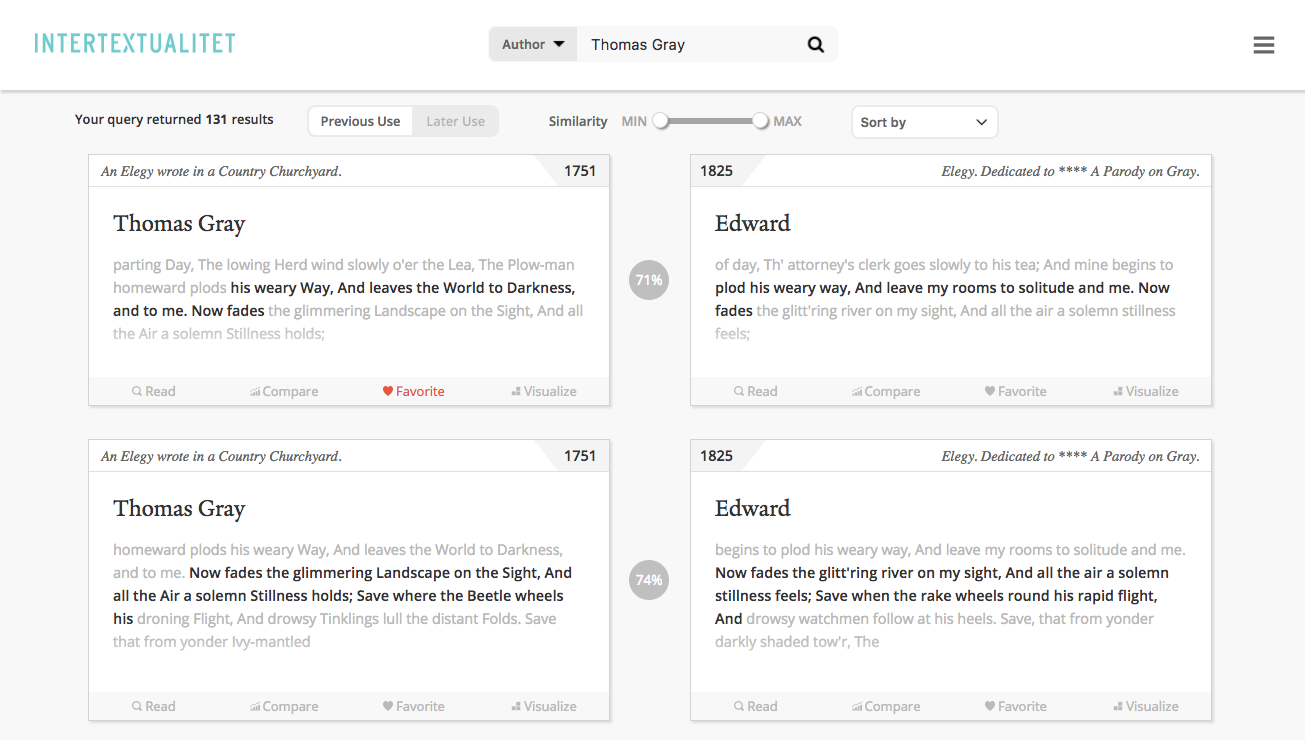 INTERTEXTUALITET
Author
Thomas Gray
Your query returned 131 results
Previous Use
Later Use
Similarity
MIN
MAX
Sort by
An Elegy wrote in a Country Churchyard.
1751
Thomas Gray
parting Day, The lowing Herd wind slowly o'er the Lea, The Plow-man
homeward plods his weary Way, And leaves the World to Darkness,
and to me. Now fades the glimmering Landscape on the Sight, And all
the Air a solemn Stillness holds;
Read
Compare
Favorite
Visualize
71%
1825
Elegy. Dedicated to **** A Parody on Gray.
Edward
of day, Th' attorney's clerk goes slowly to his tea; And mine begins to
plod his weary way, And leave my rooms to solitude and me. Now
fades the glitt'ring river on my sight, And all the air a solemn stillness
feels;
Read
Compare
Favorite
Visualize
An Elegy wrote in a Country Churchyard.
1751
Thomas Gray
homeward plods his weary Way, And leaves the World to Darkness,
and to me. Now fades the glimmering Landscape on the Sight, And
all the Air a solemn Stillness holds; Save where the Beetle wheels
his droning Flight, And drowsy Tinklings lull the distant Folds. Save
that from yonder Ivy-mantled
Read
Compare
Favorite
Visualize
74%
1825
Elegy. Dedicated to **** A Parody on Gray.
Edward
begins to plod his weary way, And leave my rooms to solitude and me.
Now fades the glitt'ring river on my sight, And all the air a solemn
stillness feels; Save when the rake wheels round his rapid flight,
And drowsy watchmen follow at his heels. Save, that from yonder
darkly shaded tow'r, The
Read
Compare
Favorite
Visualize